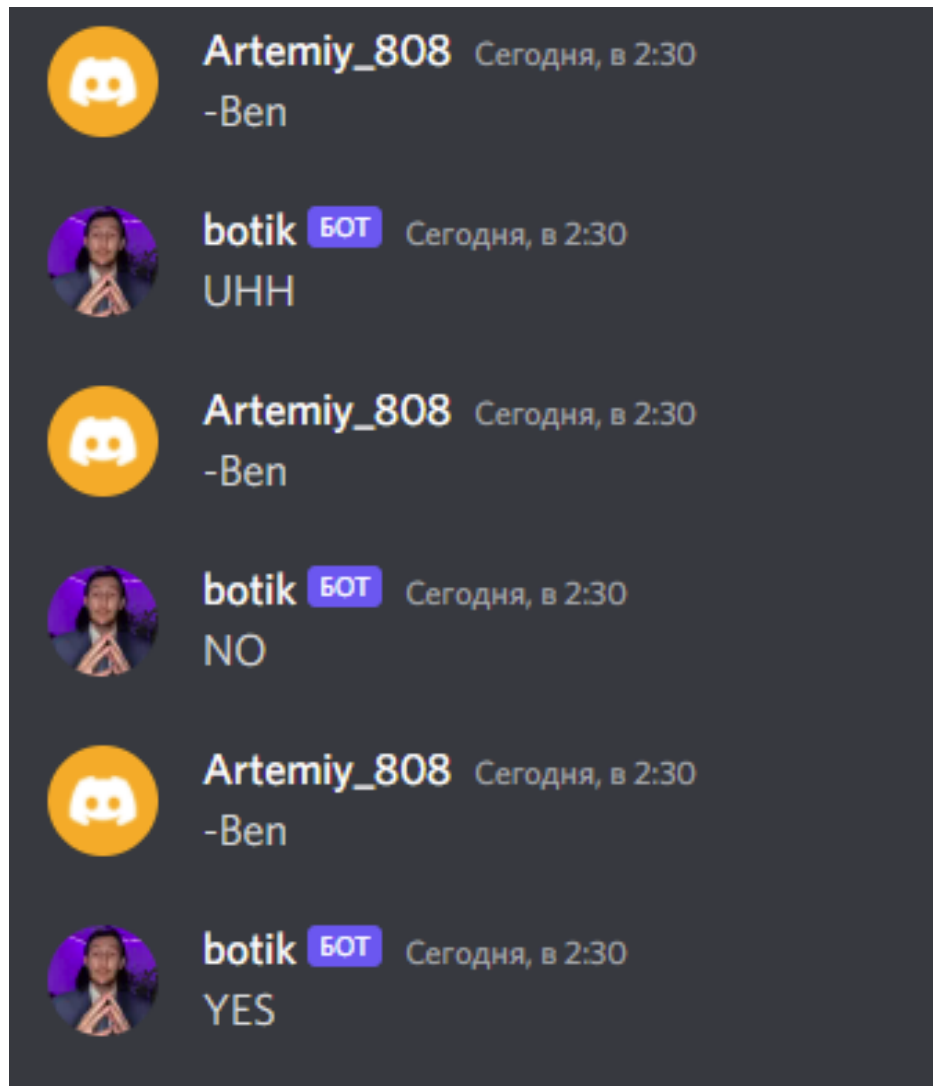 Artemiy_808 Сегодня, в 2:30
-Ben
botik БОТ Сегодня, в 2:30
UHH
Artemiy_808 Сегодня, в 2:30
-Ben
botik БОТ Сегодня, в 2:30
NO
Artemiy_808 Сегодня, в 2:30
-Ben
botik БОТ Сегодня, в 2:30
YES